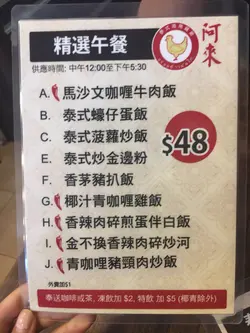 精選午餐
阿來
供應時間: 中午12:00至下午5:30
A. 馬沙文咖喱牛肉飯
B. 泰式蠔仔蛋飯
C. 泰式菠蘿炒飯
$48
E. 泰式炒金邊粉
F. 香茅豬扒飯
G. 椰汁青咖喱雞飯
H. 香辣肉碎煎蛋伴白飯
I. 金不換香辣肉碎炒河
J. 青咖喱豬頸肉炒飯
外賣加$1
奉送咖啡或茶, 凍飲加 $2, 特飲 加 $5 (椰青除外)